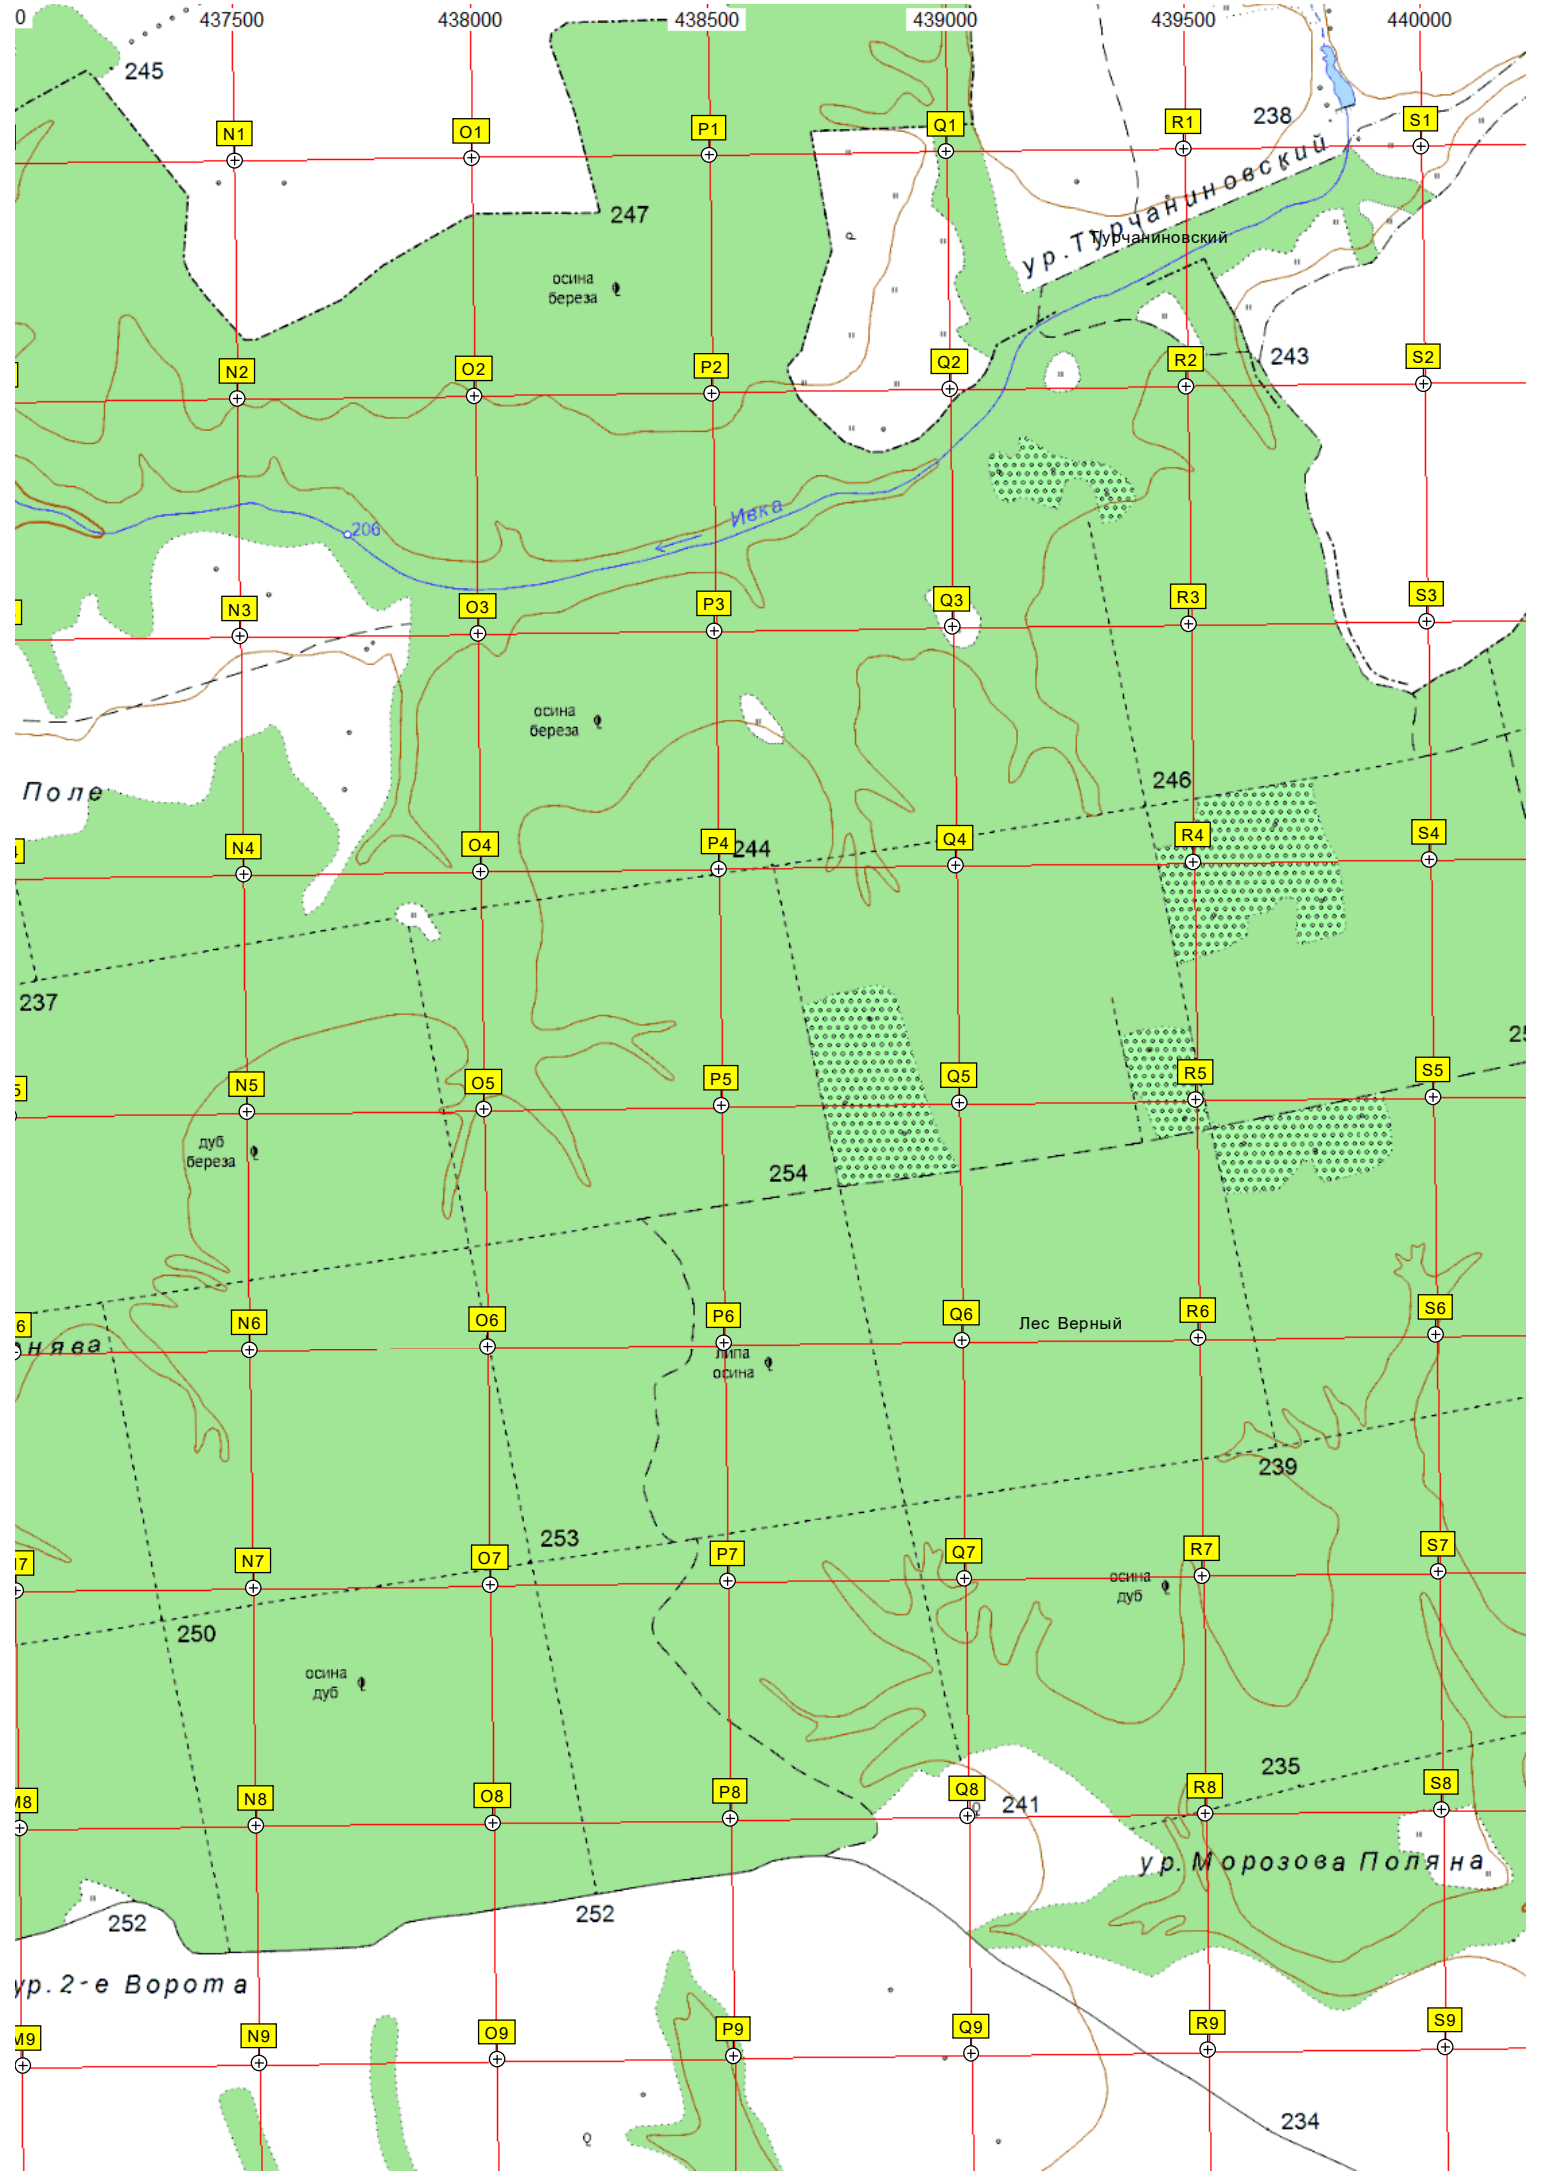 0 437500 438000 438500 439000 439500 440000
245
238
N1 O1 P1 Q1 R1 S1
247
ур. Турчаниновский
Турчаниновский
осина
береза
243
N2 O2 P2 Q2 R2 S2
Ивка
206
N3 O3 P3 Q3 R3 S3
осина
береза
246
Поле
N4 O4 P4 Q4 R4 S4
244
237
N5 O5 P5 Q5 R5 S5
дуб
береза
254
N6 O6 P6 Q6 R6 S6
Лес Верный
нява
липа
осина
239
253
N7 O7 P7 Q7 R7 S7
осина
дуб
250
осина
дуб
235
M8 N8 O8 P8 Q8 R8 S8
241
ур. Морозова Поляна
252 252
ур. 2-е Ворота
M9 N9 O9 P9 Q9 R9 S9
234